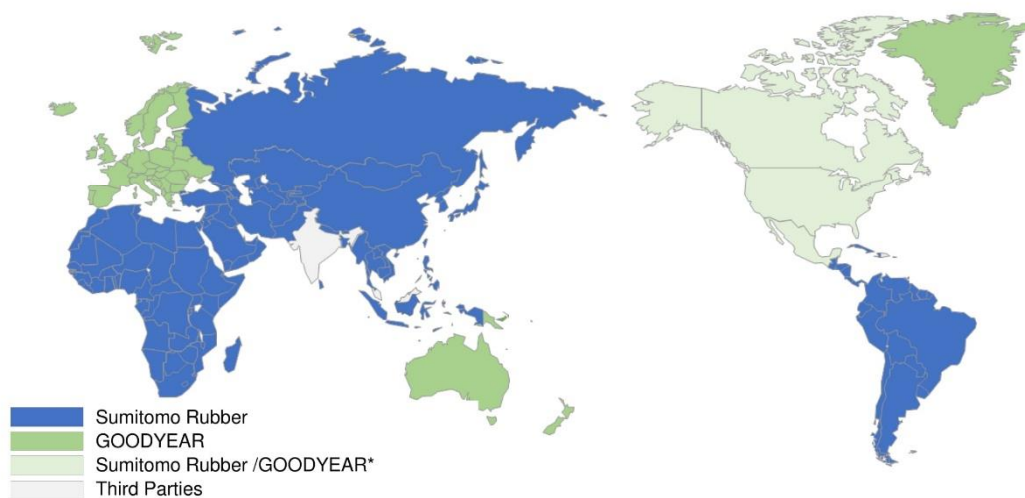 Sumitomo Rubber
GOODYEAR
Sumitomo Rubber /GOODYEAR*
Third Parties